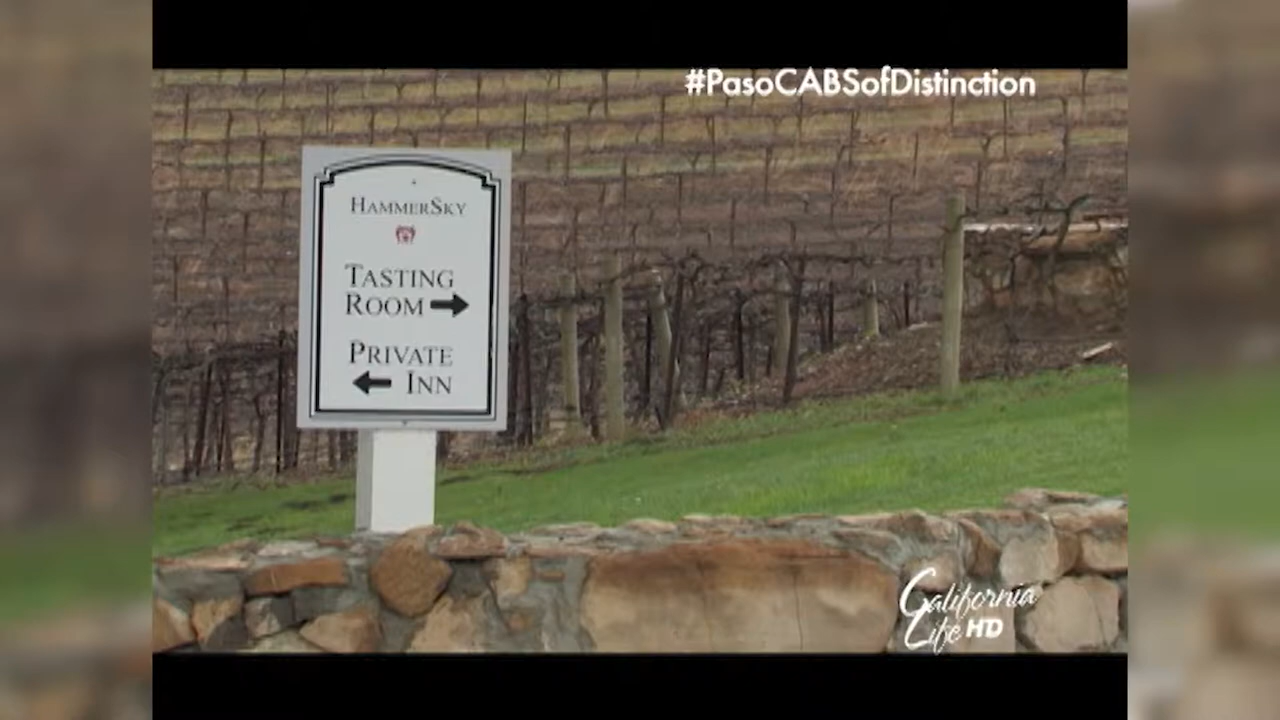 #PasoCABSofDistinction
HAMMERSKY
TASTING
ROOM
PRIVATE
INN
California
Life HD